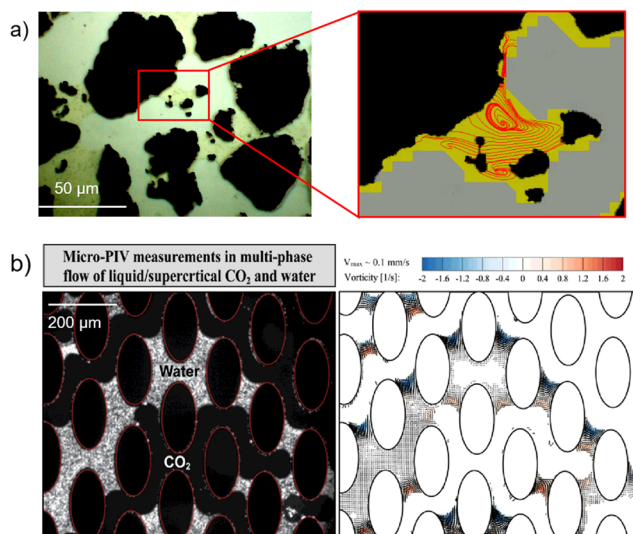 a)
50 µm
b)
Micro-PIV measurements in multi-phase
flow of liquid/supercrtical CO₂ and water
Vmax ~ 0.1 mm/s
Vorticity [1/s]:
-2 -1.6 -1.2 -0.8 -0.4 0 0.4 0.8 1.2 1.6 2
200 µm
Water
CO₂